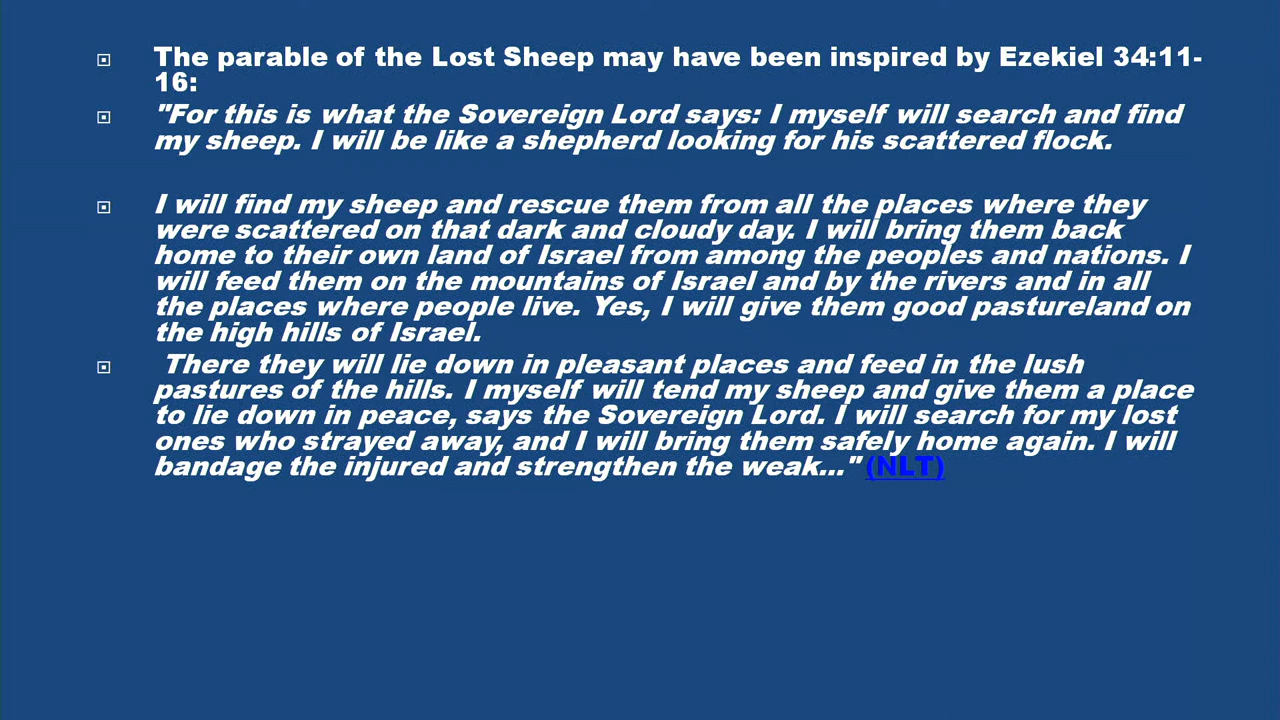 The parable of the Lost Sheep may have been inspired by Ezekiel 34:11-
16:
"For this is what the Sovereign Lord says: I myself will search and find
my sheep. I will be like a shepherd looking for his scattered flock.
I will find my sheep and rescue them from all the places where they
were scattered on that dark and cloudy day. I will bring them back
home to their own land of Israel from among the peoples and nations. I
will feed them on the mountains of Israel and by the rivers and in all
the places where people live. Yes, I will give them good pastureland on
the high hills of Israel.
There they will lie down in pleasant places and feed in the lush
pastures of the hills. I myself will tend my sheep and give them a place
to lie down in peace, says the Sovereign Lord. I will search for my lost
ones who strayed away, and I will bring them safely home again. I will
bandage the injured and strengthen the weak..." (NLT)